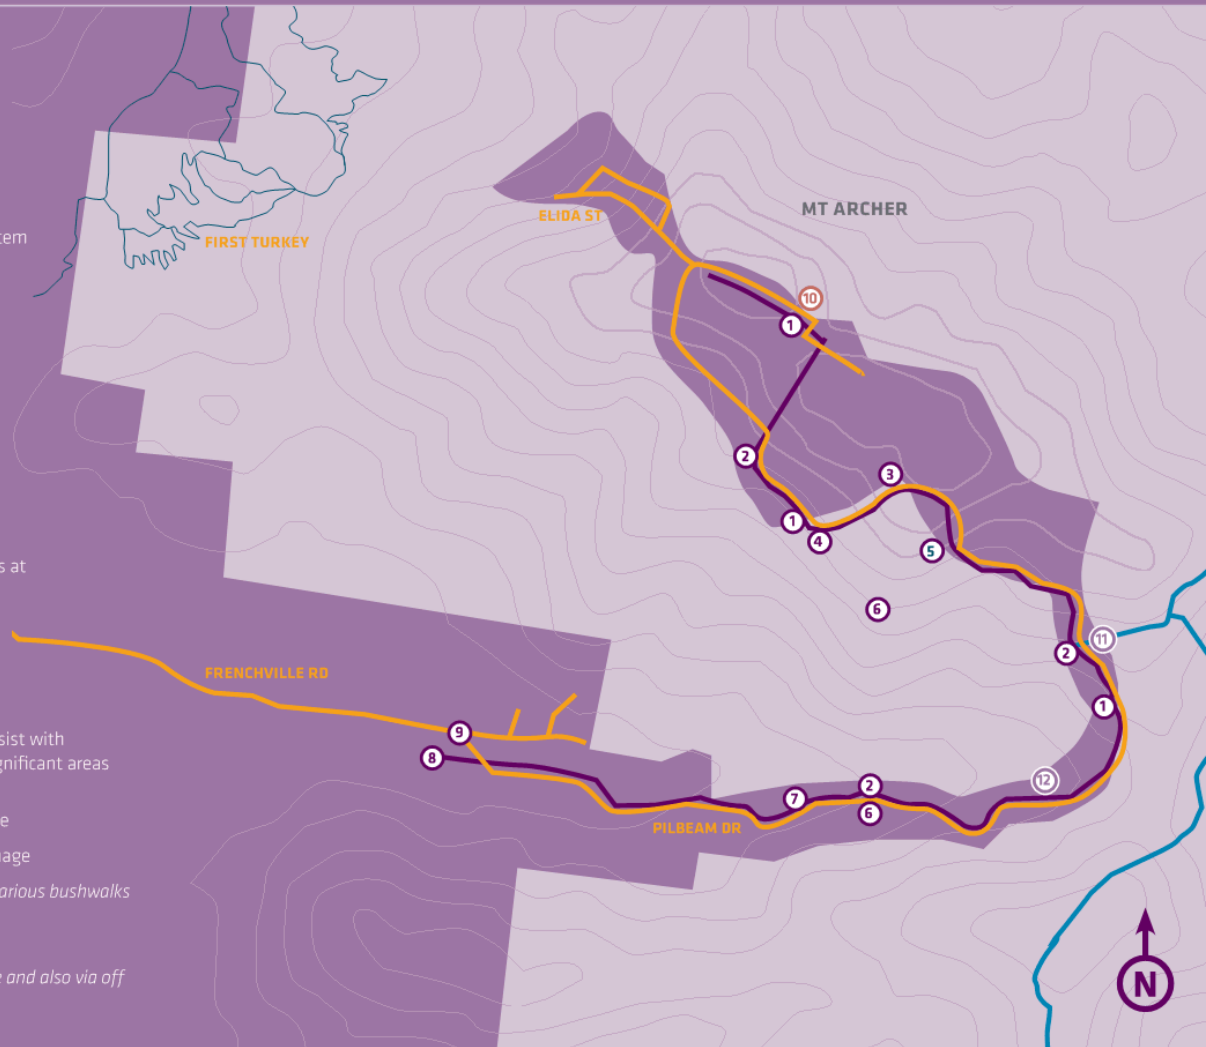 MT ARCHER
ELIDA ST
tem
FIRST TURKEY
10
1
2
3
1
4
5
s at
6
11
2
FRENCHVILLE RD
1
9
sist with
8
gnificant areas
12
2
7
6
e
PILBEAM DR
nage
arious bushwalks
e and also via off
N